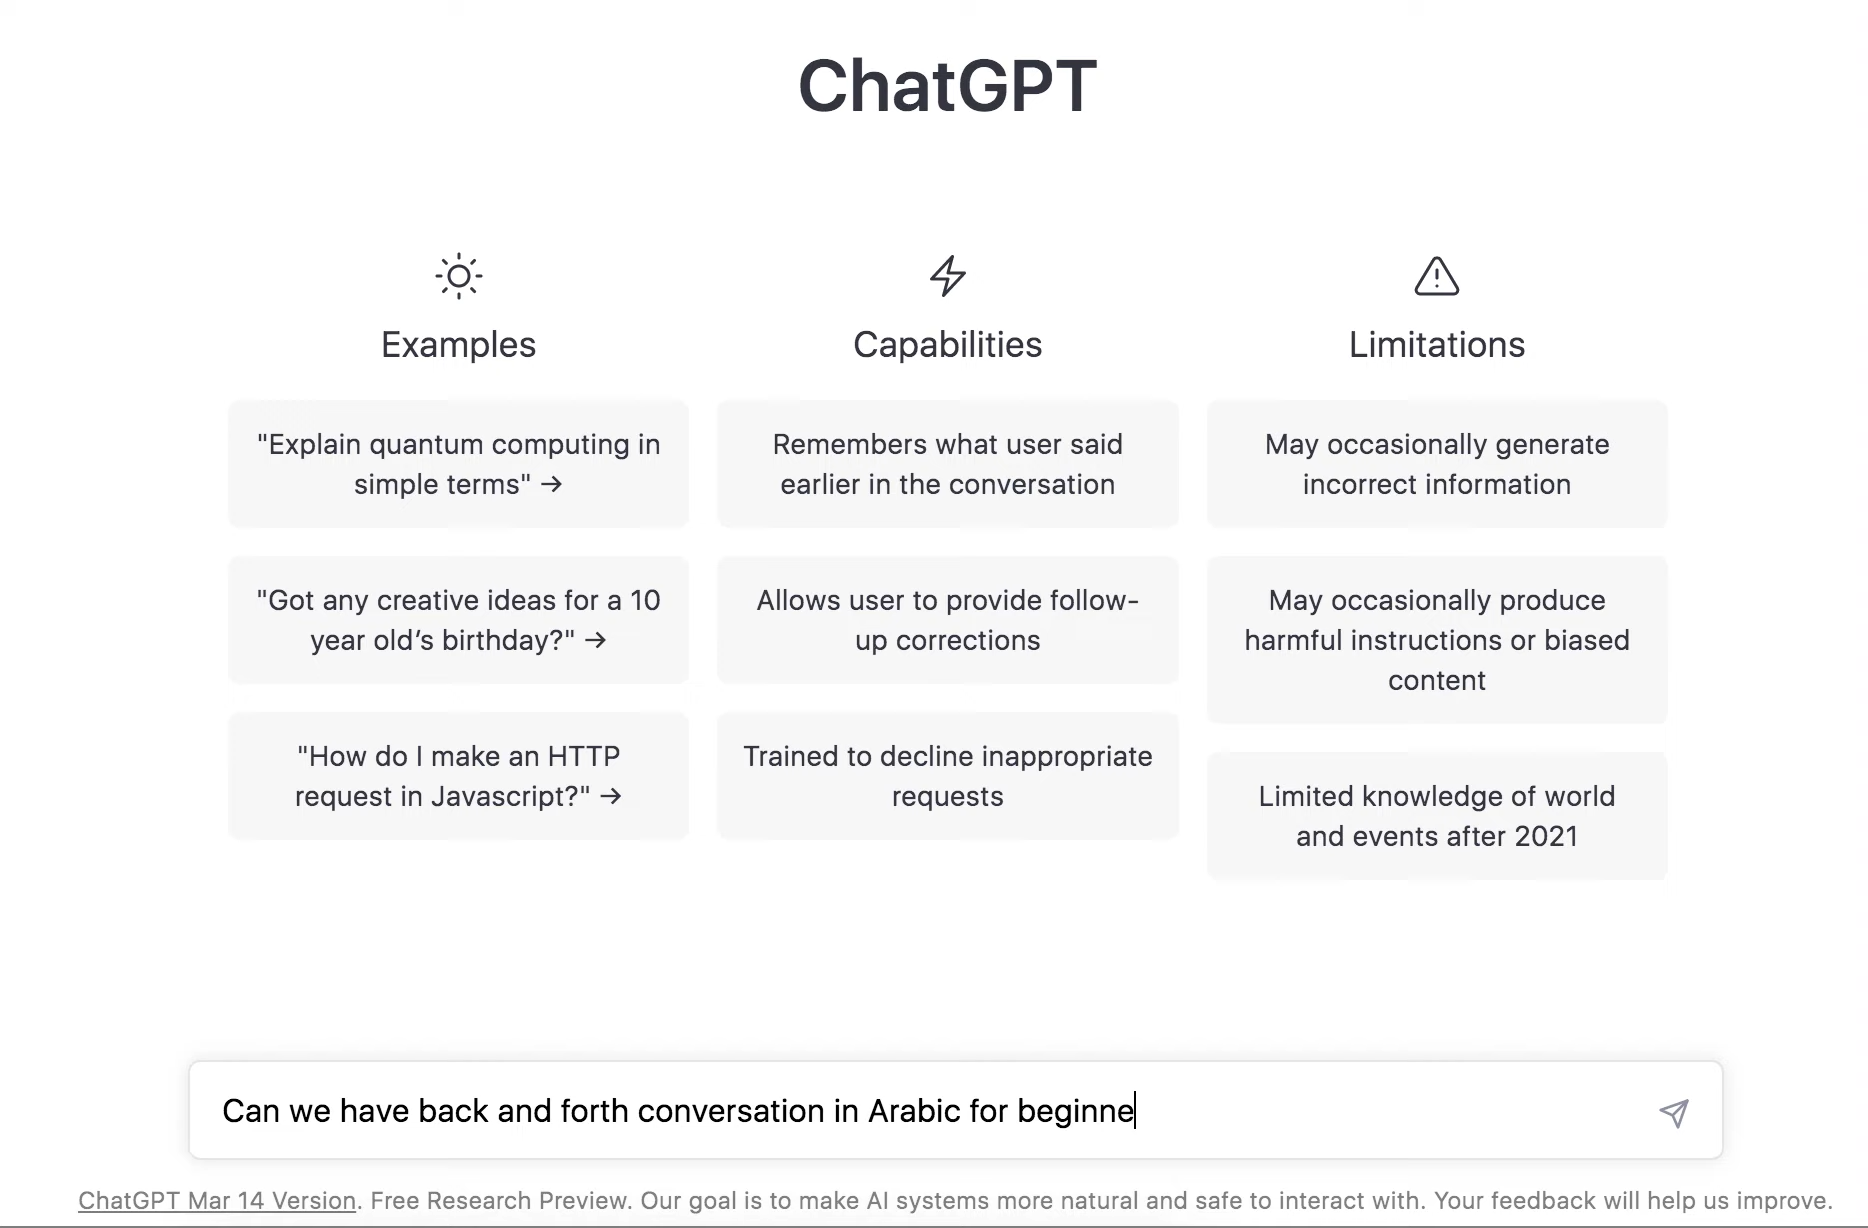 ChatGPT
Examples
"Explain quantum computing in
simple terms" →
"Got any creative ideas for a 10
year old’s birthday?" →
"How do I make an HTTP
request in Javascript?" →
Capabilities
Remembers what user said
earlier in the conversation
Allows user to provide follow-
up corrections
Trained to decline inappropriate
requests
Limitations
May occasionally generate
incorrect information
May occasionally produce
harmful instructions or biased
content
Limited knowledge of world
and events after 2021
Can we have back and forth conversation in Arabic for beginne
ChatGPT Mar 14 Version. Free Research Preview. Our goal is to make AI systems more natural and safe to interact with. Your feedback will help us improve.